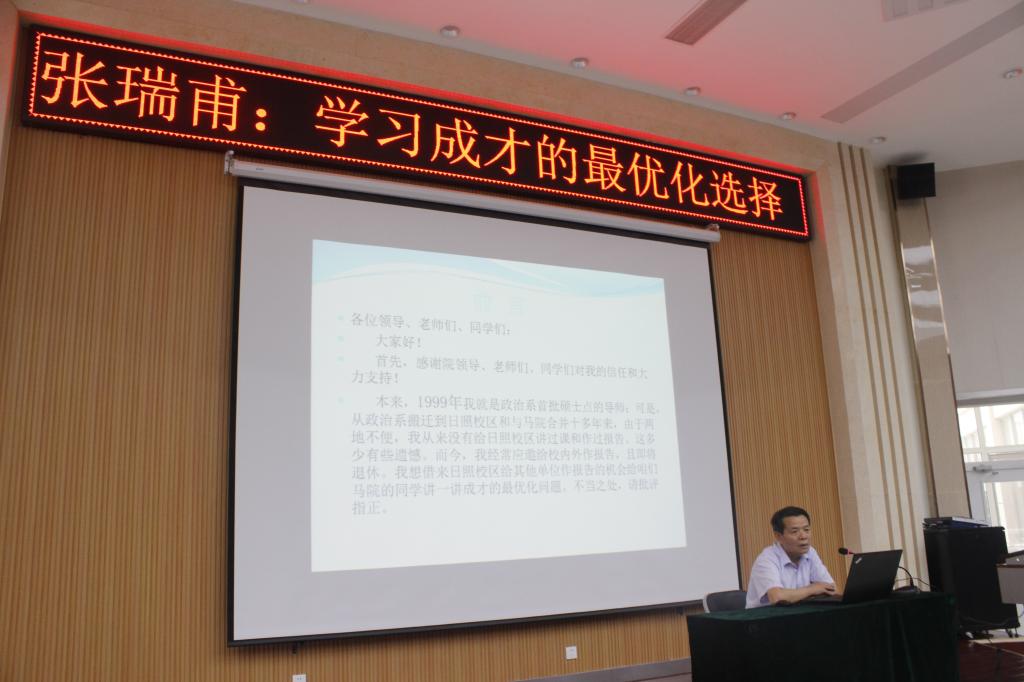 张瑞甫：学习成才的最优化选择
前言
各位领导、老师们、同学们：
大家好！
首先，感谢院领导、老师们、同学们对我的信任和大
力支持！
本来，1999年我就是政治系首批硕士点的导师；可是，
从政治系搬迁到日照校区和与马院合并十多年来，由于两
地不便，我从来没有给日照校区讲过课和作过报告。这多
少有些遗憾。而今，我经常应邀给校内外作报告，且即将
退休。我想借来日照校区给其他单位作报告的机会给咱们
马院的同学讲一讲成才的最优化问题。不当之处，请批评
指正。